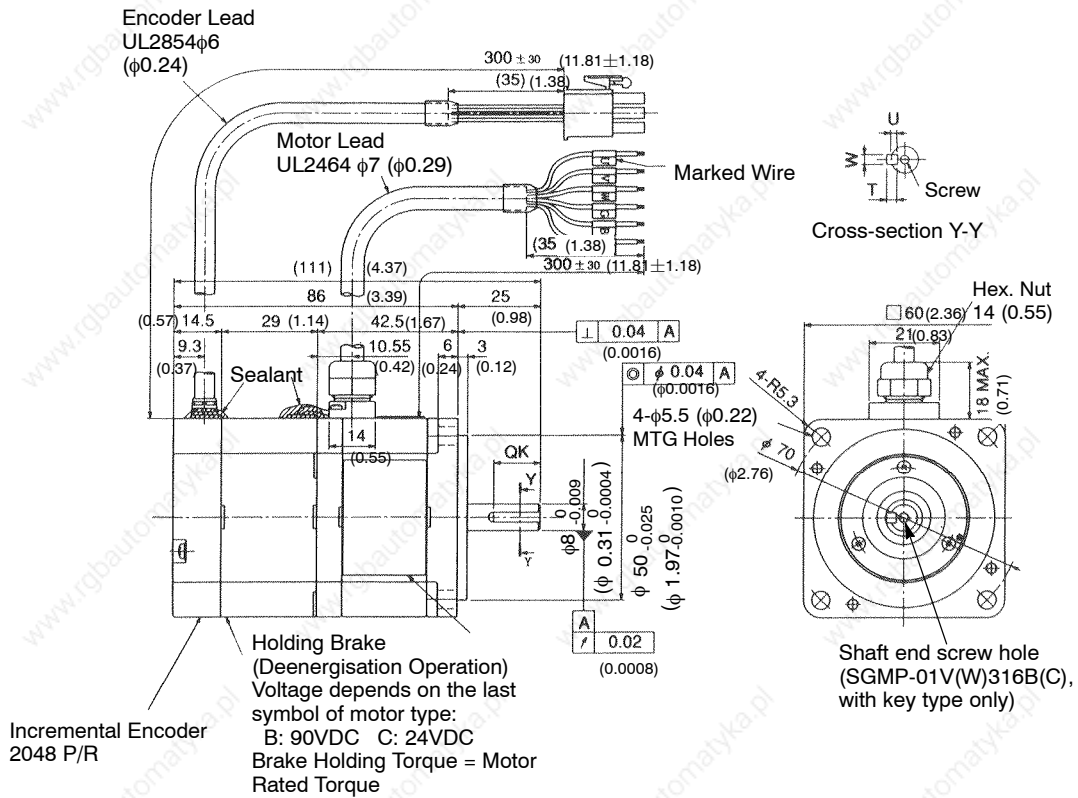 Encoder Lead
UL2854φ6
(φ0.24)
300 ± 30 (11.81±1.18)
(35) (1.38)
Motor Lead
UL2464 φ7 (φ0.29)
U
V
W
G
B
Marked Wire
(35 (1.38)
300 ± 30 (11.81±1.18)
U
W
T
Screw
Cross-section Y-Y
(111) (4.37)
86 (3.39) 25
(0.98)
(0.57) 14.5 29 (1.14) 42.5 (1.67)
9.3
(0.37)
10.55
(0.42)
6
(0.24)
3
(0.12)
Sealant
14
(0.55)
⊥ 0.04 A
(0.0016)
◎ φ 0.04 A
(φ0.0016)
4-φ5.5 (φ0.22)
MTG Holes
QK
Y
Y
φ8 0 -0.009
(φ 0.31 0 -0.0004)
φ 50 0 -0.025
(φ 1.97 0 -0.0010)
A
↗ 0.02
(0.0008)
Hex. Nut
14 (0.55)
□ 60 (2.36)
21 (0.83)
18 MAX.
(0.71)
4-R5.3
φ 70
(φ2.76)
Holding Brake
(Deenergisation Operation)
Voltage depends on the last
symbol of motor type:
B: 90VDC C: 24VDC
Brake Holding Torque = Motor
Rated Torque
Incremental Encoder
2048 P/R
Shaft end screw hole
(SGMP-01V(W)316B(C),
with key type only)
www.rgbautomatyka.pl